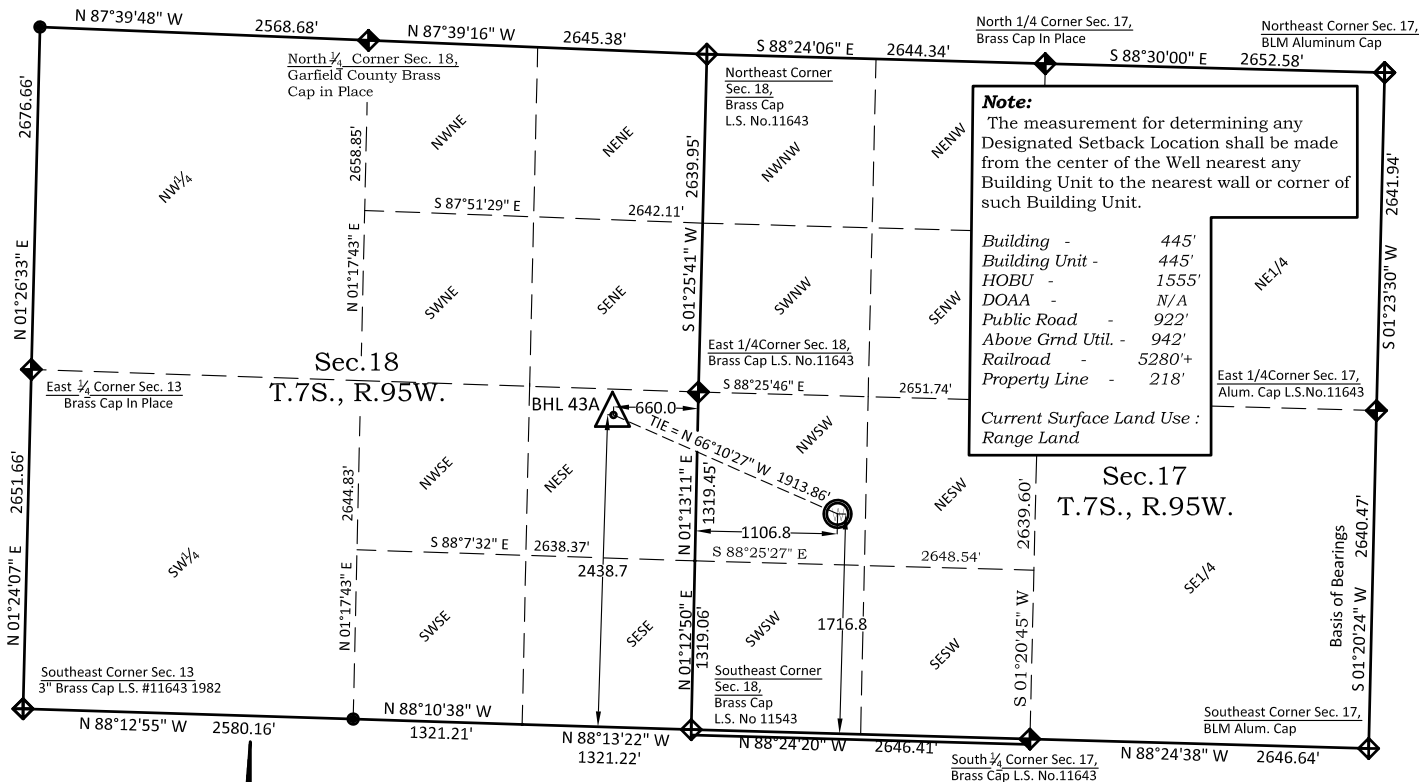 N 87°39'48" W
2568.68'
N 87°39'16" W
2645.38'
S 88°24'06" E
2644.34'
North 1/4 Corner Sec. 17,
Brass Cap In Place
S 88°30'00" E
2652.58'
Northeast Corner Sec. 17,
BLM Aluminum Cap
North ¼ Corner Sec. 18,
Garfield County Brass
Cap in Place
Northeast Corner
Sec. 18,
Brass Cap
L.S. No.11643
2676.66'
N 01°26'33" E
NW¼
2658.85'
N 01°17'43" E
NWNE
NENE
2639.95'
S 01°25'41" W
NWNW
NENW
Note:
The measurement for determining any
Designated Setback Location shall be made
from the center of the Well nearest any
Building Unit to the nearest wall or corner of
such Building Unit.
Building - 445'
Building Unit - 445'
HOBU - 1555'
DOAA - N/A
Public Road - 922'
Above Grnd Util. - 942'
Railroad - 5280'+
Property Line - 218'
Current Surface Land Use :
Range Land
2641.94'
S 01°23'30" W
NE1/4
S 87°51'29" E
2642.11'
SWNE
SENE
SWNW
SENW
East 1/4Corner Sec. 18,
Brass Cap L.S. No.11643
Sec.18
T.7S., R.95W.
East ¼ Corner Sec. 13
Brass Cap In Place
S 88°25'46" E
2651.74'
East 1/4Corner Sec. 17,
Alum. Cap L.S.No.11643
BHL 43A
660.0
TIE = N 66°10'27" W 1913.86'
NWSW
2651.66'
N 01°24'07" E
SW¼
2644.83'
N 01°17'43" E
NWSE
NESE
N 01°13'11" E
1319.45'
1106.8
NESW
2639.60'
S 01°20'45" W
Sec.17
T.7S., R.95W.
Basis of Bearings
2640.47'
S 01°20'24" W
SE1/4
S 88°7'32" E
2638.37'
2438.7
S 88°25'27" E
2648.54'
SWSE
SESE
N 01°12'50" E
1319.06'
SWSW
1716.8
SESW
Southeast Corner Sec. 13
3" Brass Cap L.S. #11643 1982
Southeast Corner
Sec. 18,
Brass Cap
L.S. No 11543
Southeast Corner Sec. 17,
BLM Alum. Cap
N 88°12'55" W
2580.16'
N 88°10'38" W
1321.21'
N 88°13'22" W
1321.22'
N 88°24'20" W
2646.41'
South ¼ Corner Sec. 17,
Brass Cap L.S. No.11643
N 88°24'38" W
2646.64'